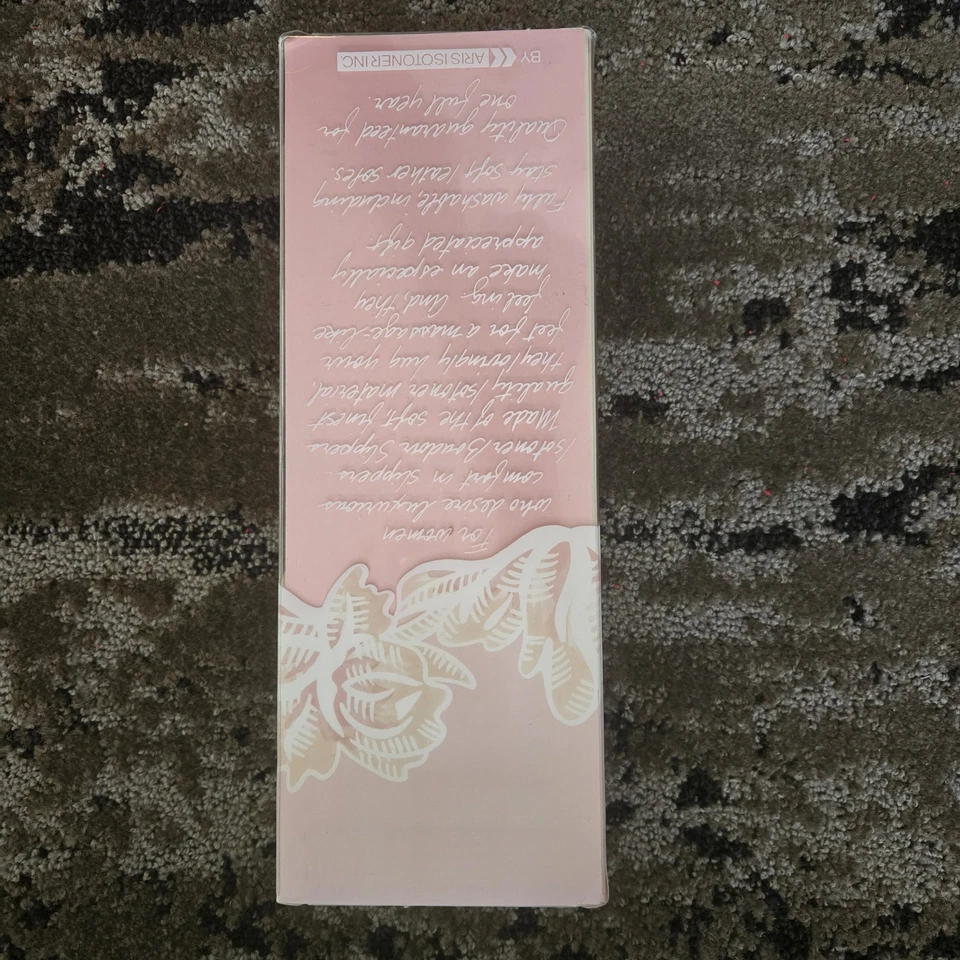 For women
who desire luxurious
comfort in slippers...
Isotoner Boudoir Slippers.
Made of the soft, finest
quality Isotoner material,
they lovingly hug your
feet for a massage-like
feeling. And, they
make an especially
appreciated gift.
Fully washable, including
stay soft leather soles.
Quality guaranteed for
one full year.
BY ARIS ISOTONER INC.